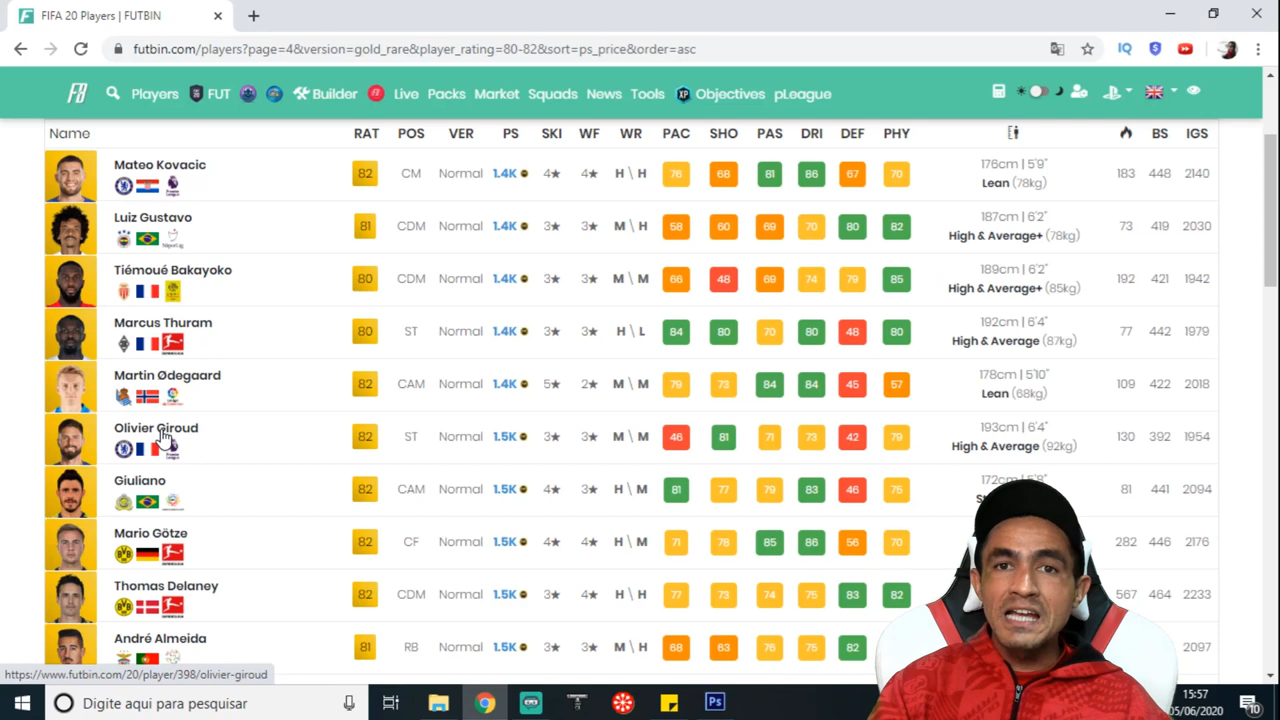 FIFA 20 Players | FUTBIN
futbin.com/players?page=4&version=gold_rare&player_rating=80-82&sort=ps_price&order=asc
F8 Players FUT Builder Live Packs Market Squads News Tools XP Objectives pLeague
Name RAT POS VER PS SKI WF WR PAC SHO PAS DRI DEF PHY BS IGS
Mateo Kovacic 82 CM Normal 1.4K 4★ 4★ H \ H 76 68 81 86 67 70 176cm | 5'9" 183 448 2140
Lean (78kg)
Luiz Gustavo 81 CDM Normal 1.4K 3★ 3★ M \ H 58 60 69 70 80 82 187cm | 6'2" 73 419 2030
High & Average+ (78kg)
Tiémoué Bakayoko 80 CDM Normal 1.4K 3★ 3★ M \ M 66 48 69 74 79 85 189cm | 6'2" 192 421 1942
High & Average+ (85kg)
Marcus Thuram 80 ST Normal 1.4K 3★ 3★ H \ L 84 80 70 80 48 80 192cm | 6'4" 77 442 1979
High & Average (87kg)
Martin Ødegaard 82 CAM Normal 1.4K 5★ 2★ M \ M 79 73 84 84 45 57 178cm | 5'10" 109 422 2018
Lean (68kg)
Olivier Giroud 82 ST Normal 1.5K 3★ 3★ M \ M 46 81 71 73 42 79 193cm | 6'4" 130 392 1954
High & Average (92kg)
Giuliano 82 CAM Normal 1.5K 4★ 3★ H \ M 81 77 79 83 46 75 172cm | 5'8" 81 441 2094
Mario Götze 82 CF Normal 1.5K 4★ 4★ H \ M 71 78 85 86 56 70 282 446 2176
Thomas Delaney 82 CDM Normal 1.5K 3★ 4★ H \ H 77 73 74 75 83 82 567 464 2233
André Almeida 81 RB Normal 1.5K 3★ 3★ H \ H 68 63 76 75 82 2097
https://www.futbin.com/20/player/398/olivier-giroud
Digite aqui para pesquisar
Ps
15:57
05/06/2020
10